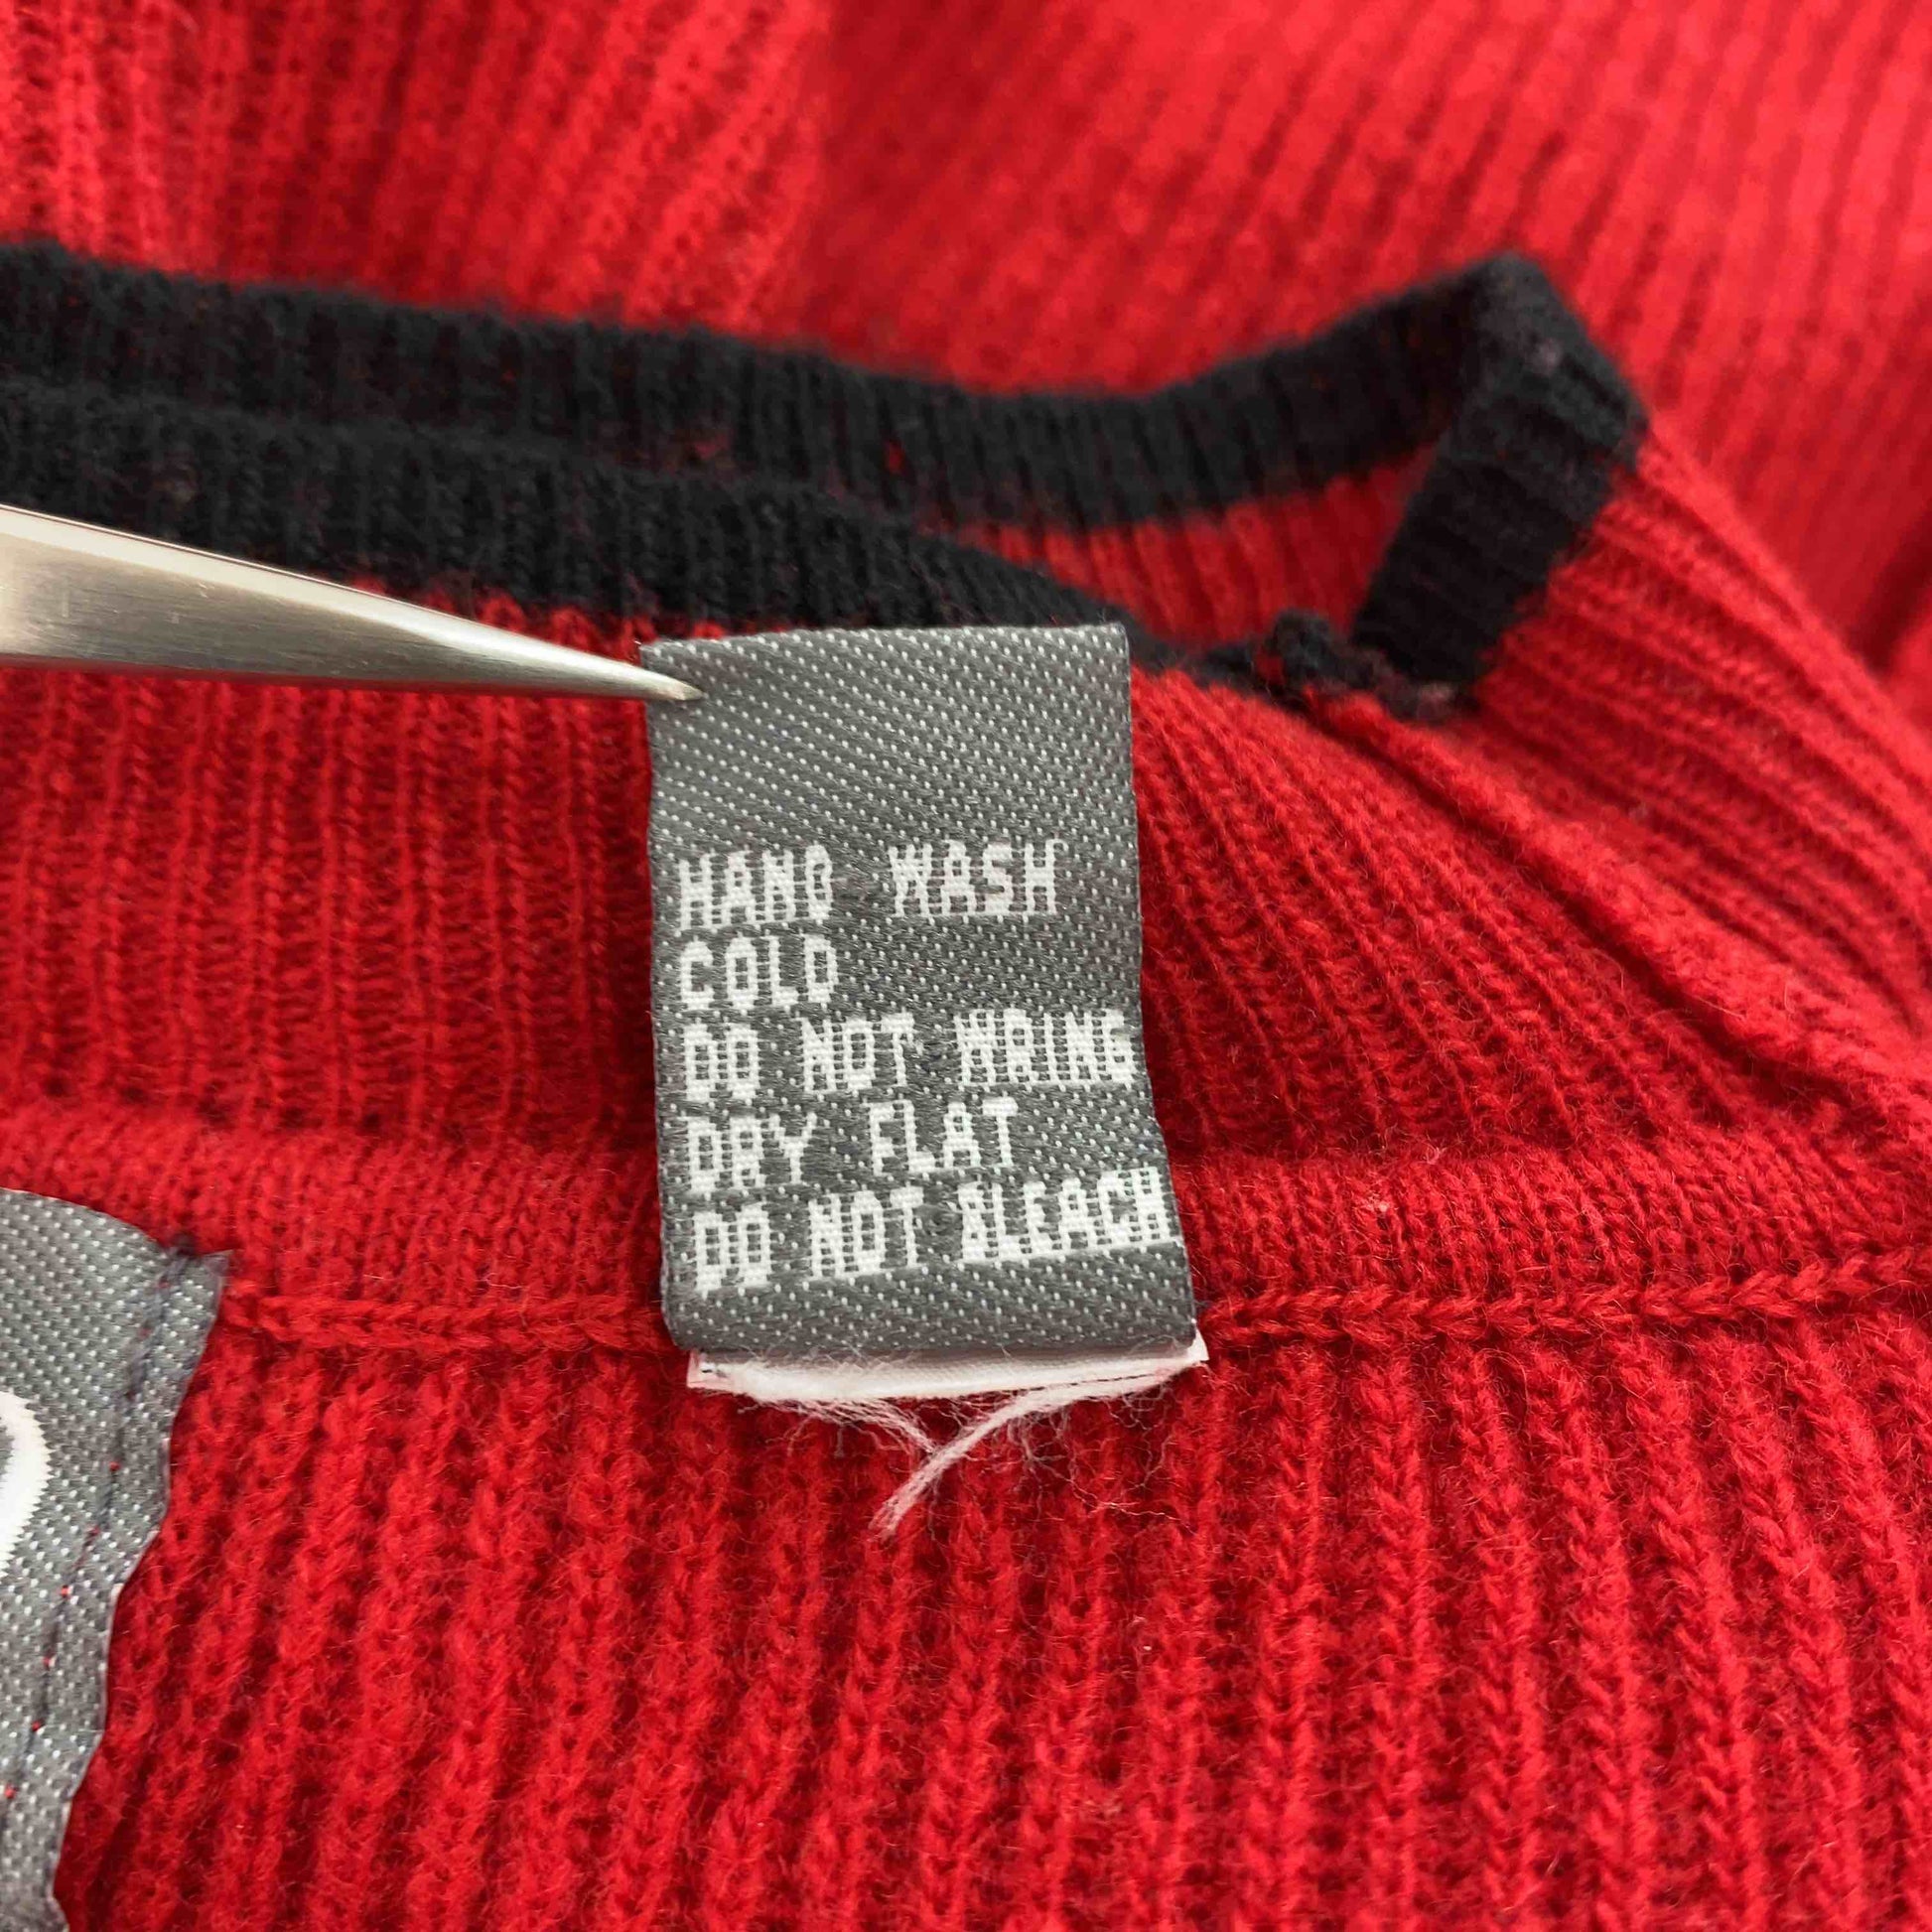 HAND WASH
COLD
DO NOT WRING
DRY FLAT
DO NOT BLEACH